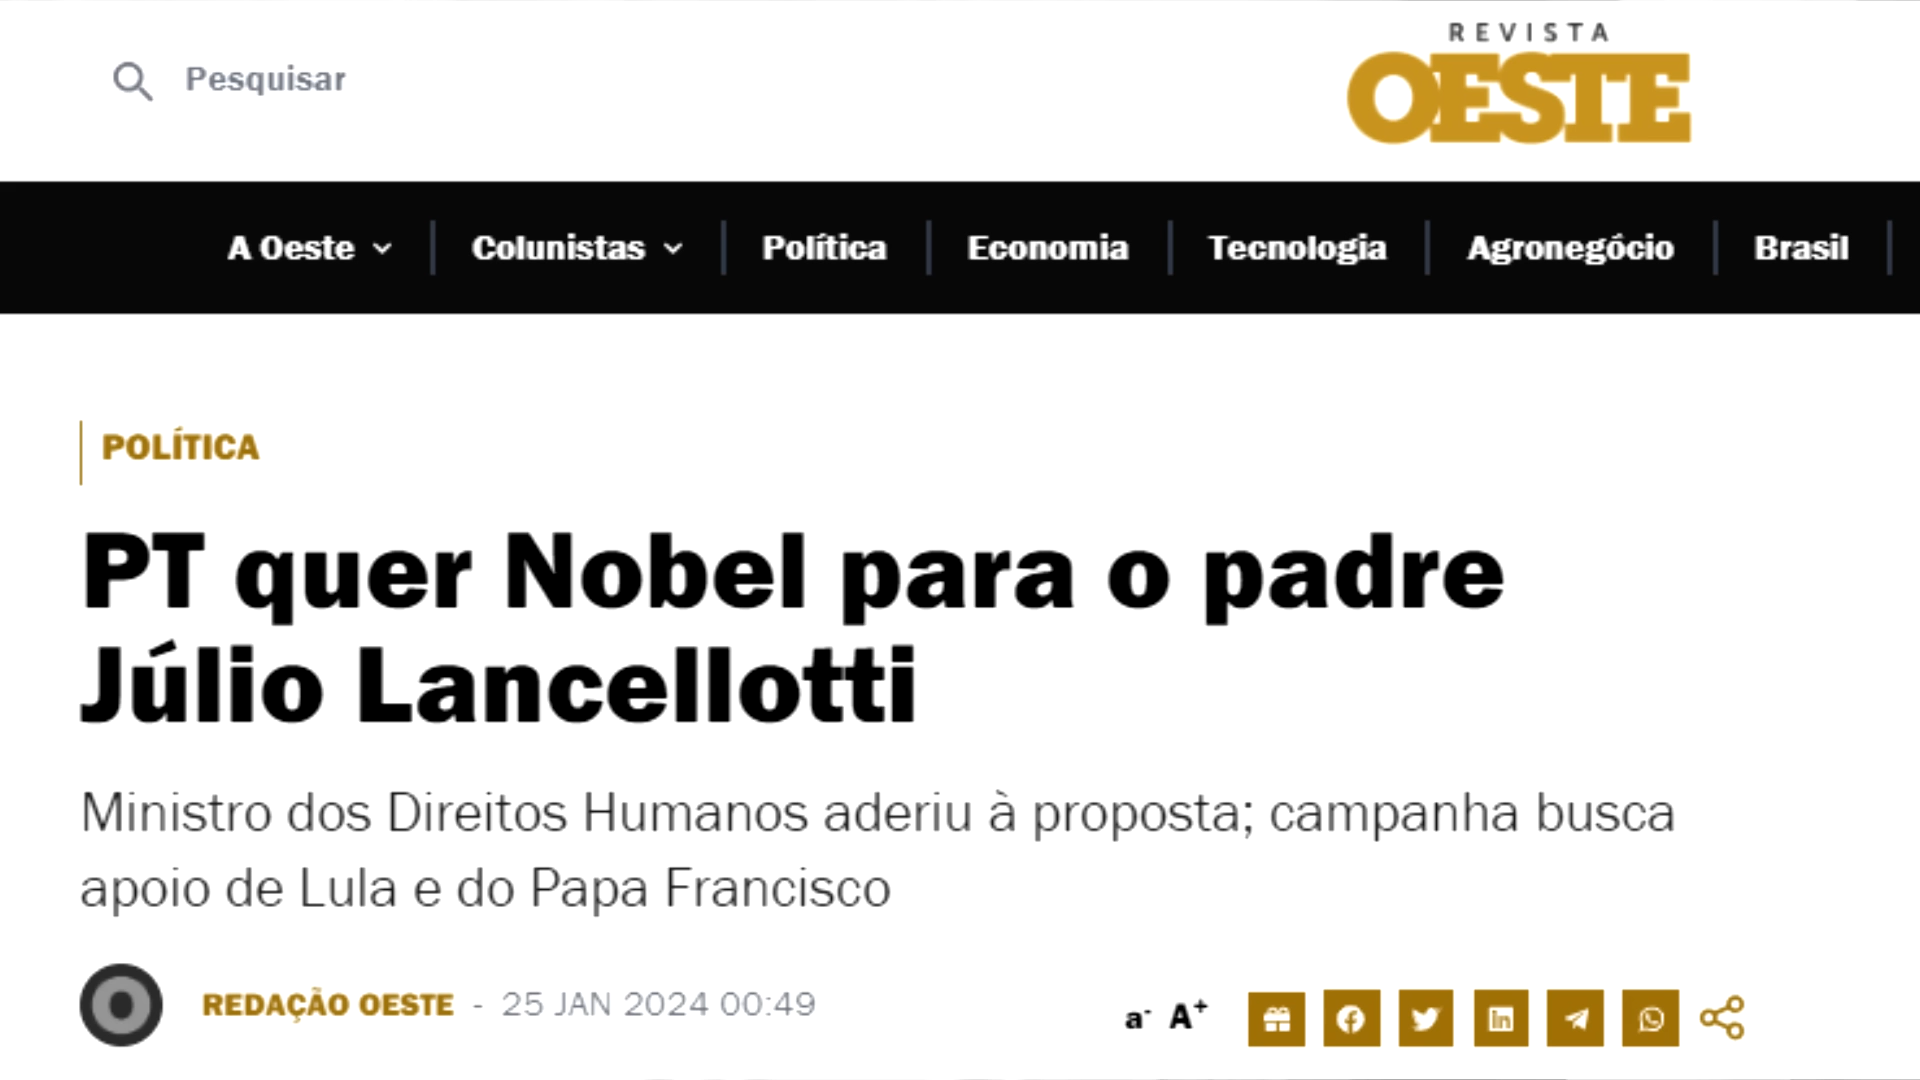 Pesquisar
REVISTA
OESTE
A Oeste
Colunistas
Política
Economia
Tecnologia
Agronegócio
Brasil
POLÍTICA
PT quer Nobel para o padre
Júlio Lancellotti
Ministro dos Direitos Humanos aderiu à proposta; campanha busca
apoio de Lula e do Papa Francisco
REDAÇÃO OESTE - 25 JAN 2024 00:49
a- A+